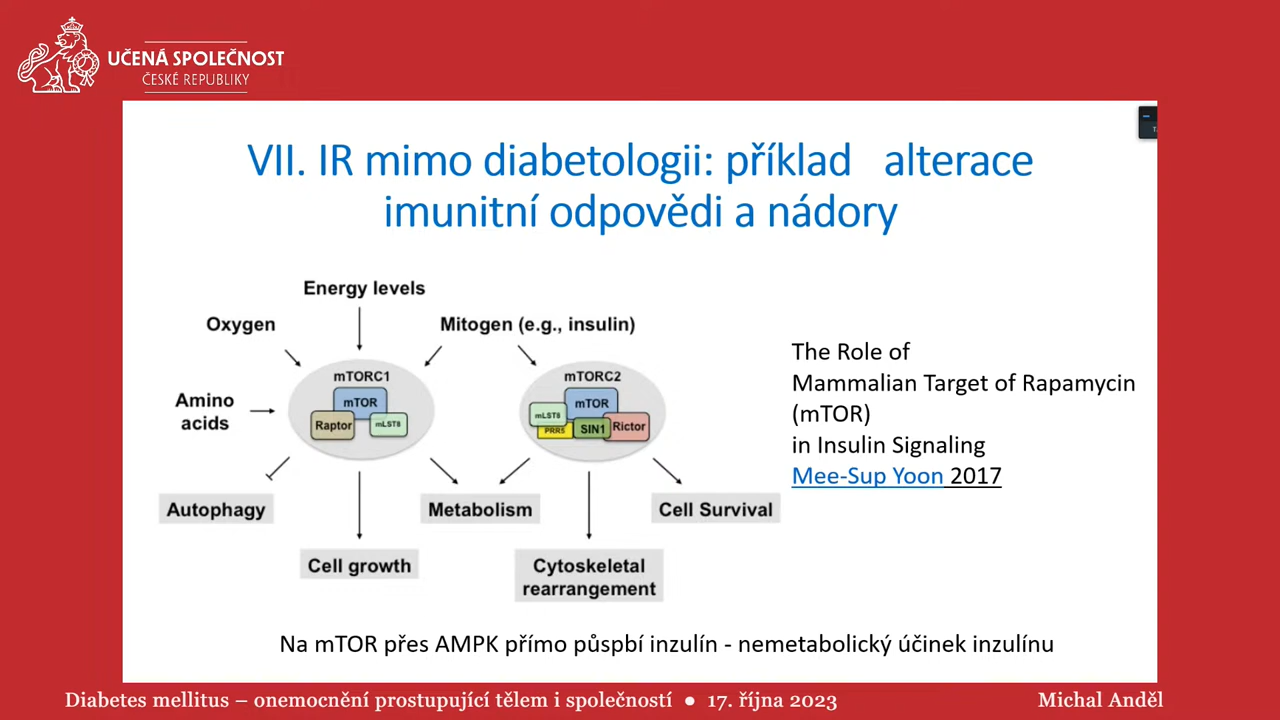 UČENÁ SPOLEČNOST
ČESKÉ REPUBLIKY
VII. IR mimo diabetologii: příklad alterace
imunitní odpovědi a nádory
Energy levels
Oxygen
Mitogen (e.g., insulin)
mTORC1
mTOR
Raptor
mLST8
mTORC2
mTOR
mLST8
PRR5
SIN1
Rictor
Amino
acids
Autophagy
Metabolism
Cell Survival
Cell growth
Cytoskeletal
rearrangement
The Role of
Mammalian Target of Rapamycin
(mTOR)
in Insulin Signaling
Mee-Sup Yoon 2017
Na mTOR přes AMPK přímo půspbí inzulín - nemetabolický účinek inzulínu
Diabetes mellitus – onemocnění prostupující tělem i společností ● 17. října 2023
Michal Anděl